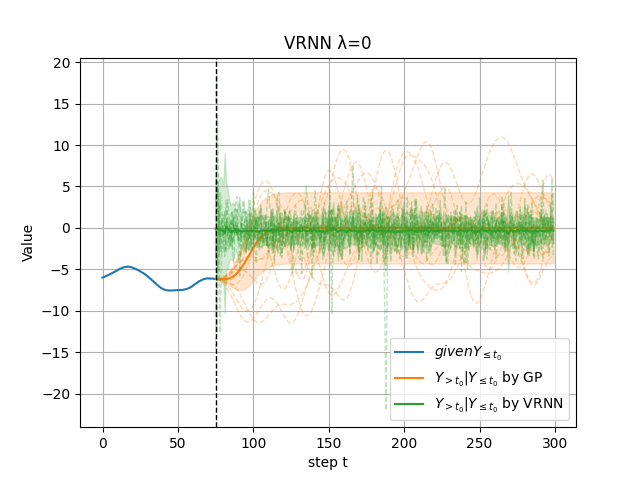 VRNN λ=0
Value
20
15
10
5
0
−5
−10
−15
−20
0 50 100 150 200 250 300
step t
givenY≤t₀
Y>t₀|Y≤t₀ by GP
Y>t₀|Y≤t₀ by VRNN